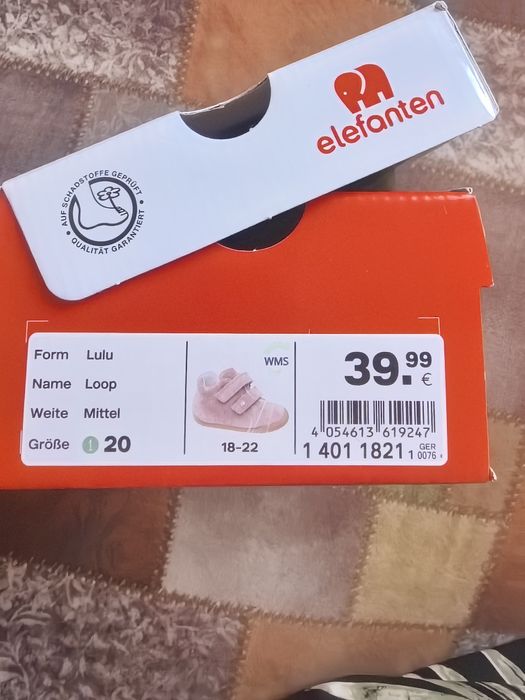 elefanten
AUF SCHADSTOFFE GEPRÜFT
• QUALITÄT GARANTIERT •
Form Lulu
Name Loop
Weite Mittel
Größe 20
WMS
18-22
39.99 €
4 054613 619247
1 401 1821 GER 1 0076